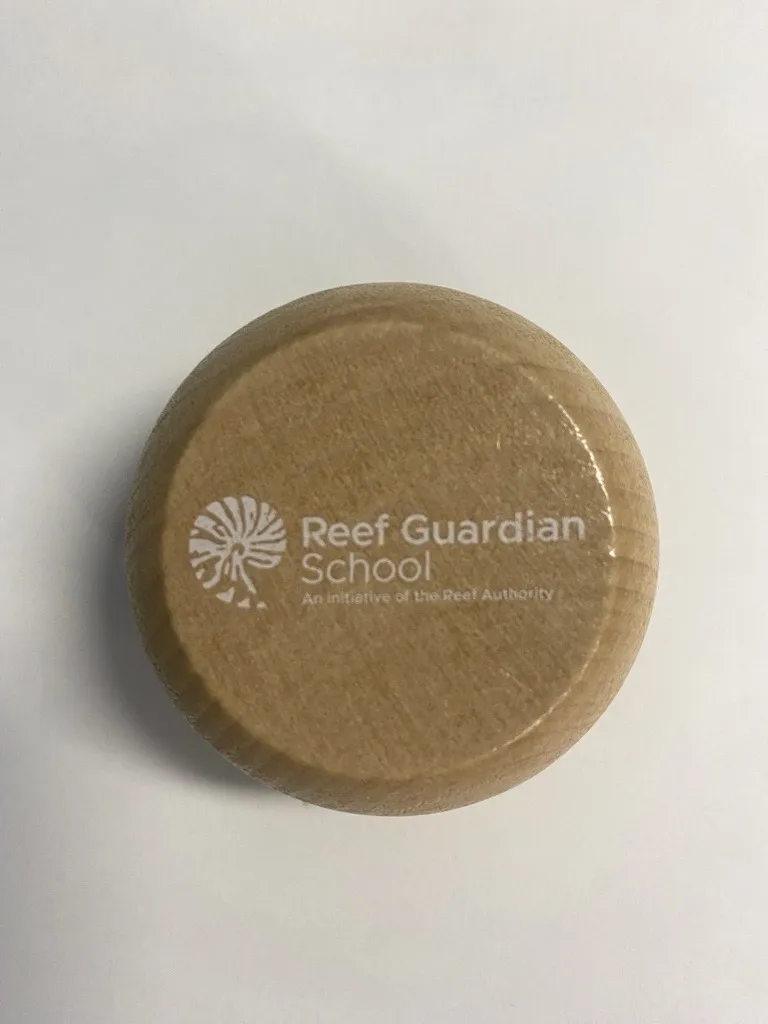 Reef Guardian
School
An initiative of the Reef Authority